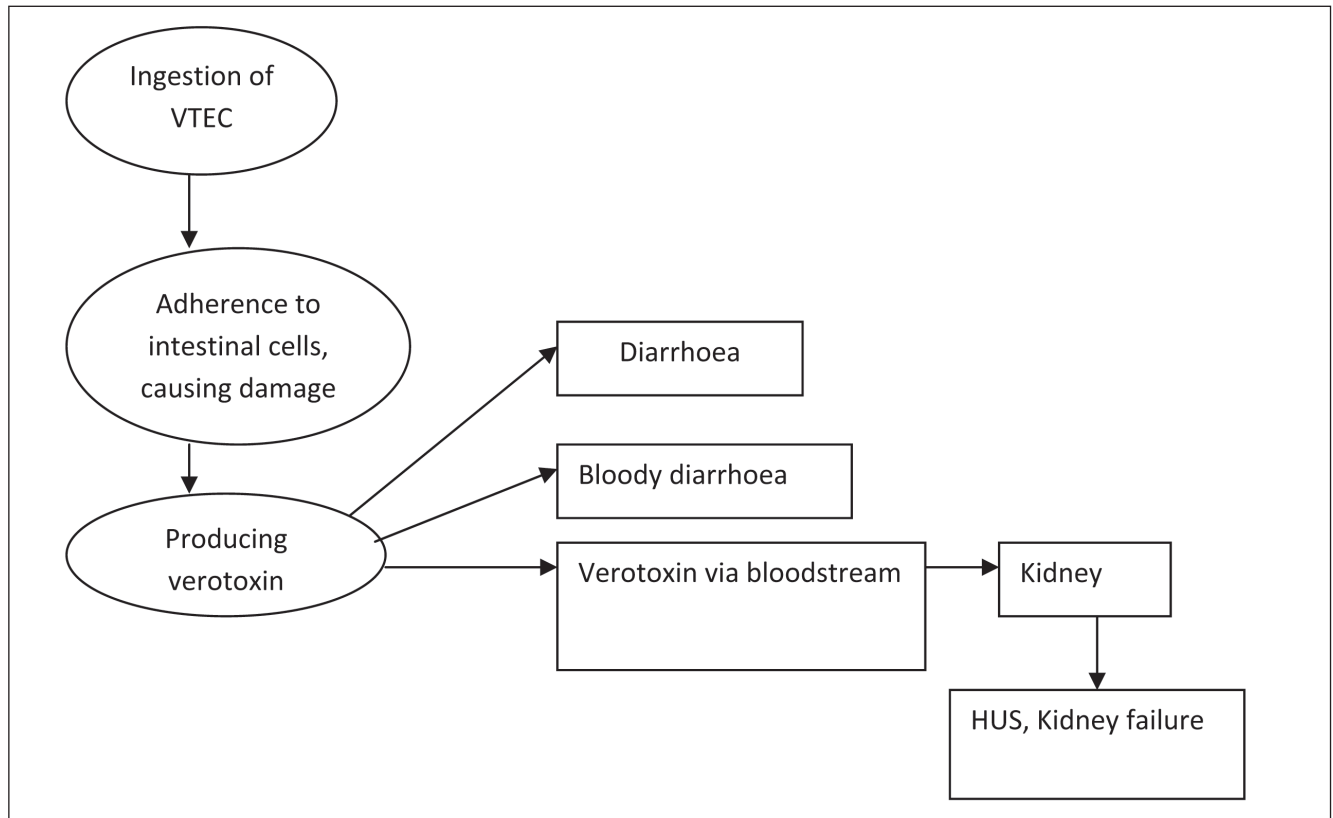 Ingestion of
VTEC
Adherence to
intestinal cells,
causing damage
Diarrhoea
Bloody diarrhoea
Producing
verotoxin
Verotoxin via bloodstream
Kidney
HUS, Kidney failure